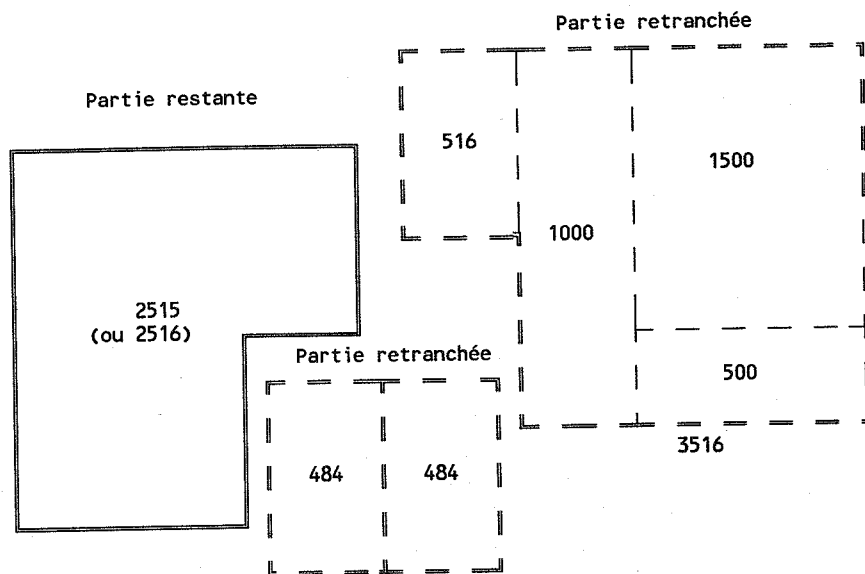 Partie retranchée
Partie restante
516
1500
1000
2515
(ou 2516)
Partie retranchée
500
3516
484
484